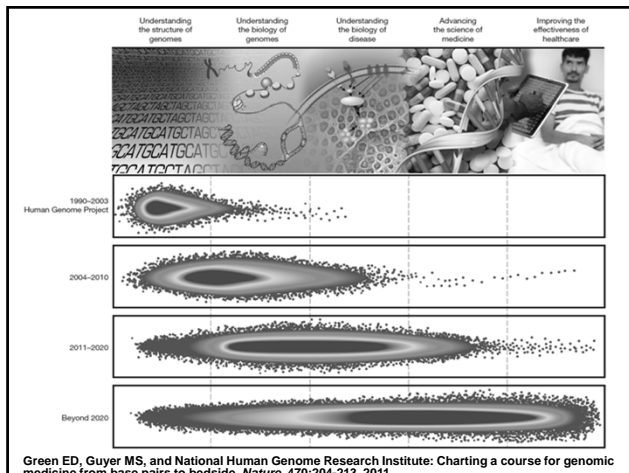 Understanding
the structure of
genomes
Understanding
the biology of
genomes
Understanding
the biology of
disease
Advancing
the science of
medicine
Improving the
effectiveness of
healthcare
1990–2003
Human Genome Project
2004–2010
2011–2020
Beyond 2020
Green ED, Guyer MS, and National Human Genome Research Institute: Charting a course for genomic
medicine from base pairs to bedside. Nature, 470:204-213, 2011